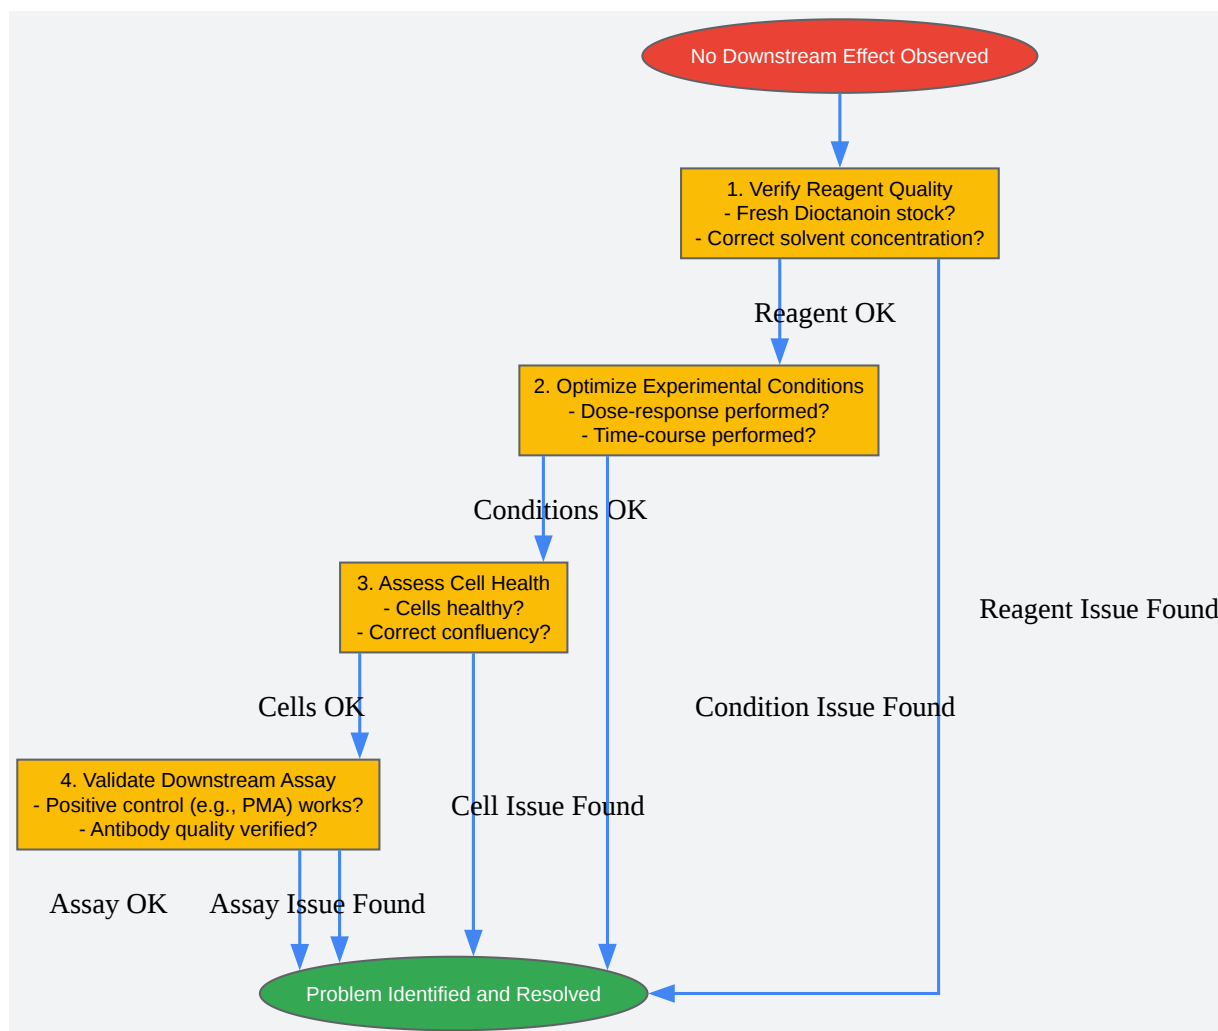 No Downstream Effect Observed
1. Verify Reagent Quality
- Fresh Dioctanoin stock?
- Correct solvent concentration?
Reagent OK
2. Optimize Experimental Conditions
- Dose-response performed?
- Time-course performed?
Conditions OK
3. Assess Cell Health
- Cells healthy?
- Correct confluency?
Reagent Issue Found
Cells OK
Condition Issue Found
4. Validate Downstream Assay
- Positive control (e.g., PMA) works?
- Antibody quality verified?
Cell Issue Found
Assay OK
Assay Issue Found
Problem Identified and Resolved